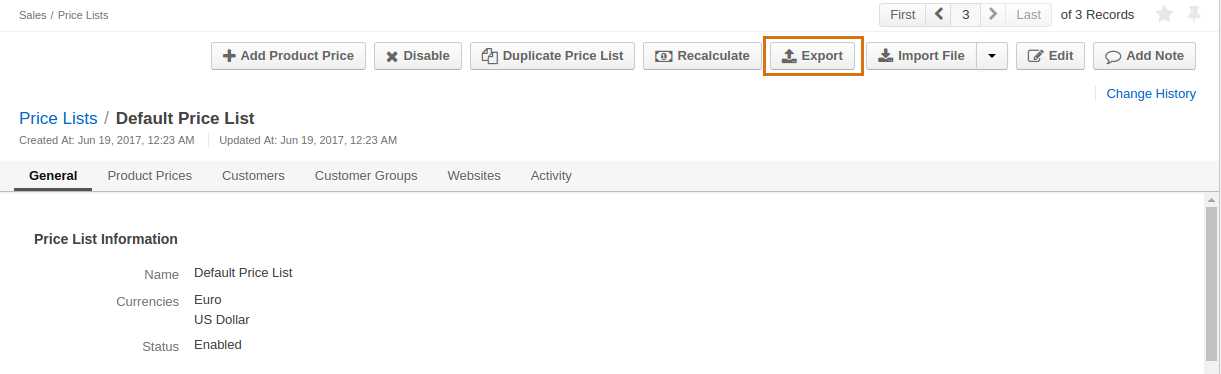 Sales / Price Lists First 3 Last of 3 Records
Add Product Price Disable Duplicate Price List Recalculate Export Import File Edit Add Note
Change History
Price Lists / Default Price List
Created At: Jun 19, 2017, 12:23 AM Updated At: Jun 19, 2017, 12:23 AM
General Product Prices Customers Customer Groups Websites Activity
Price List Information
Name Default Price List
Currencies Euro
US Dollar
Status Enabled